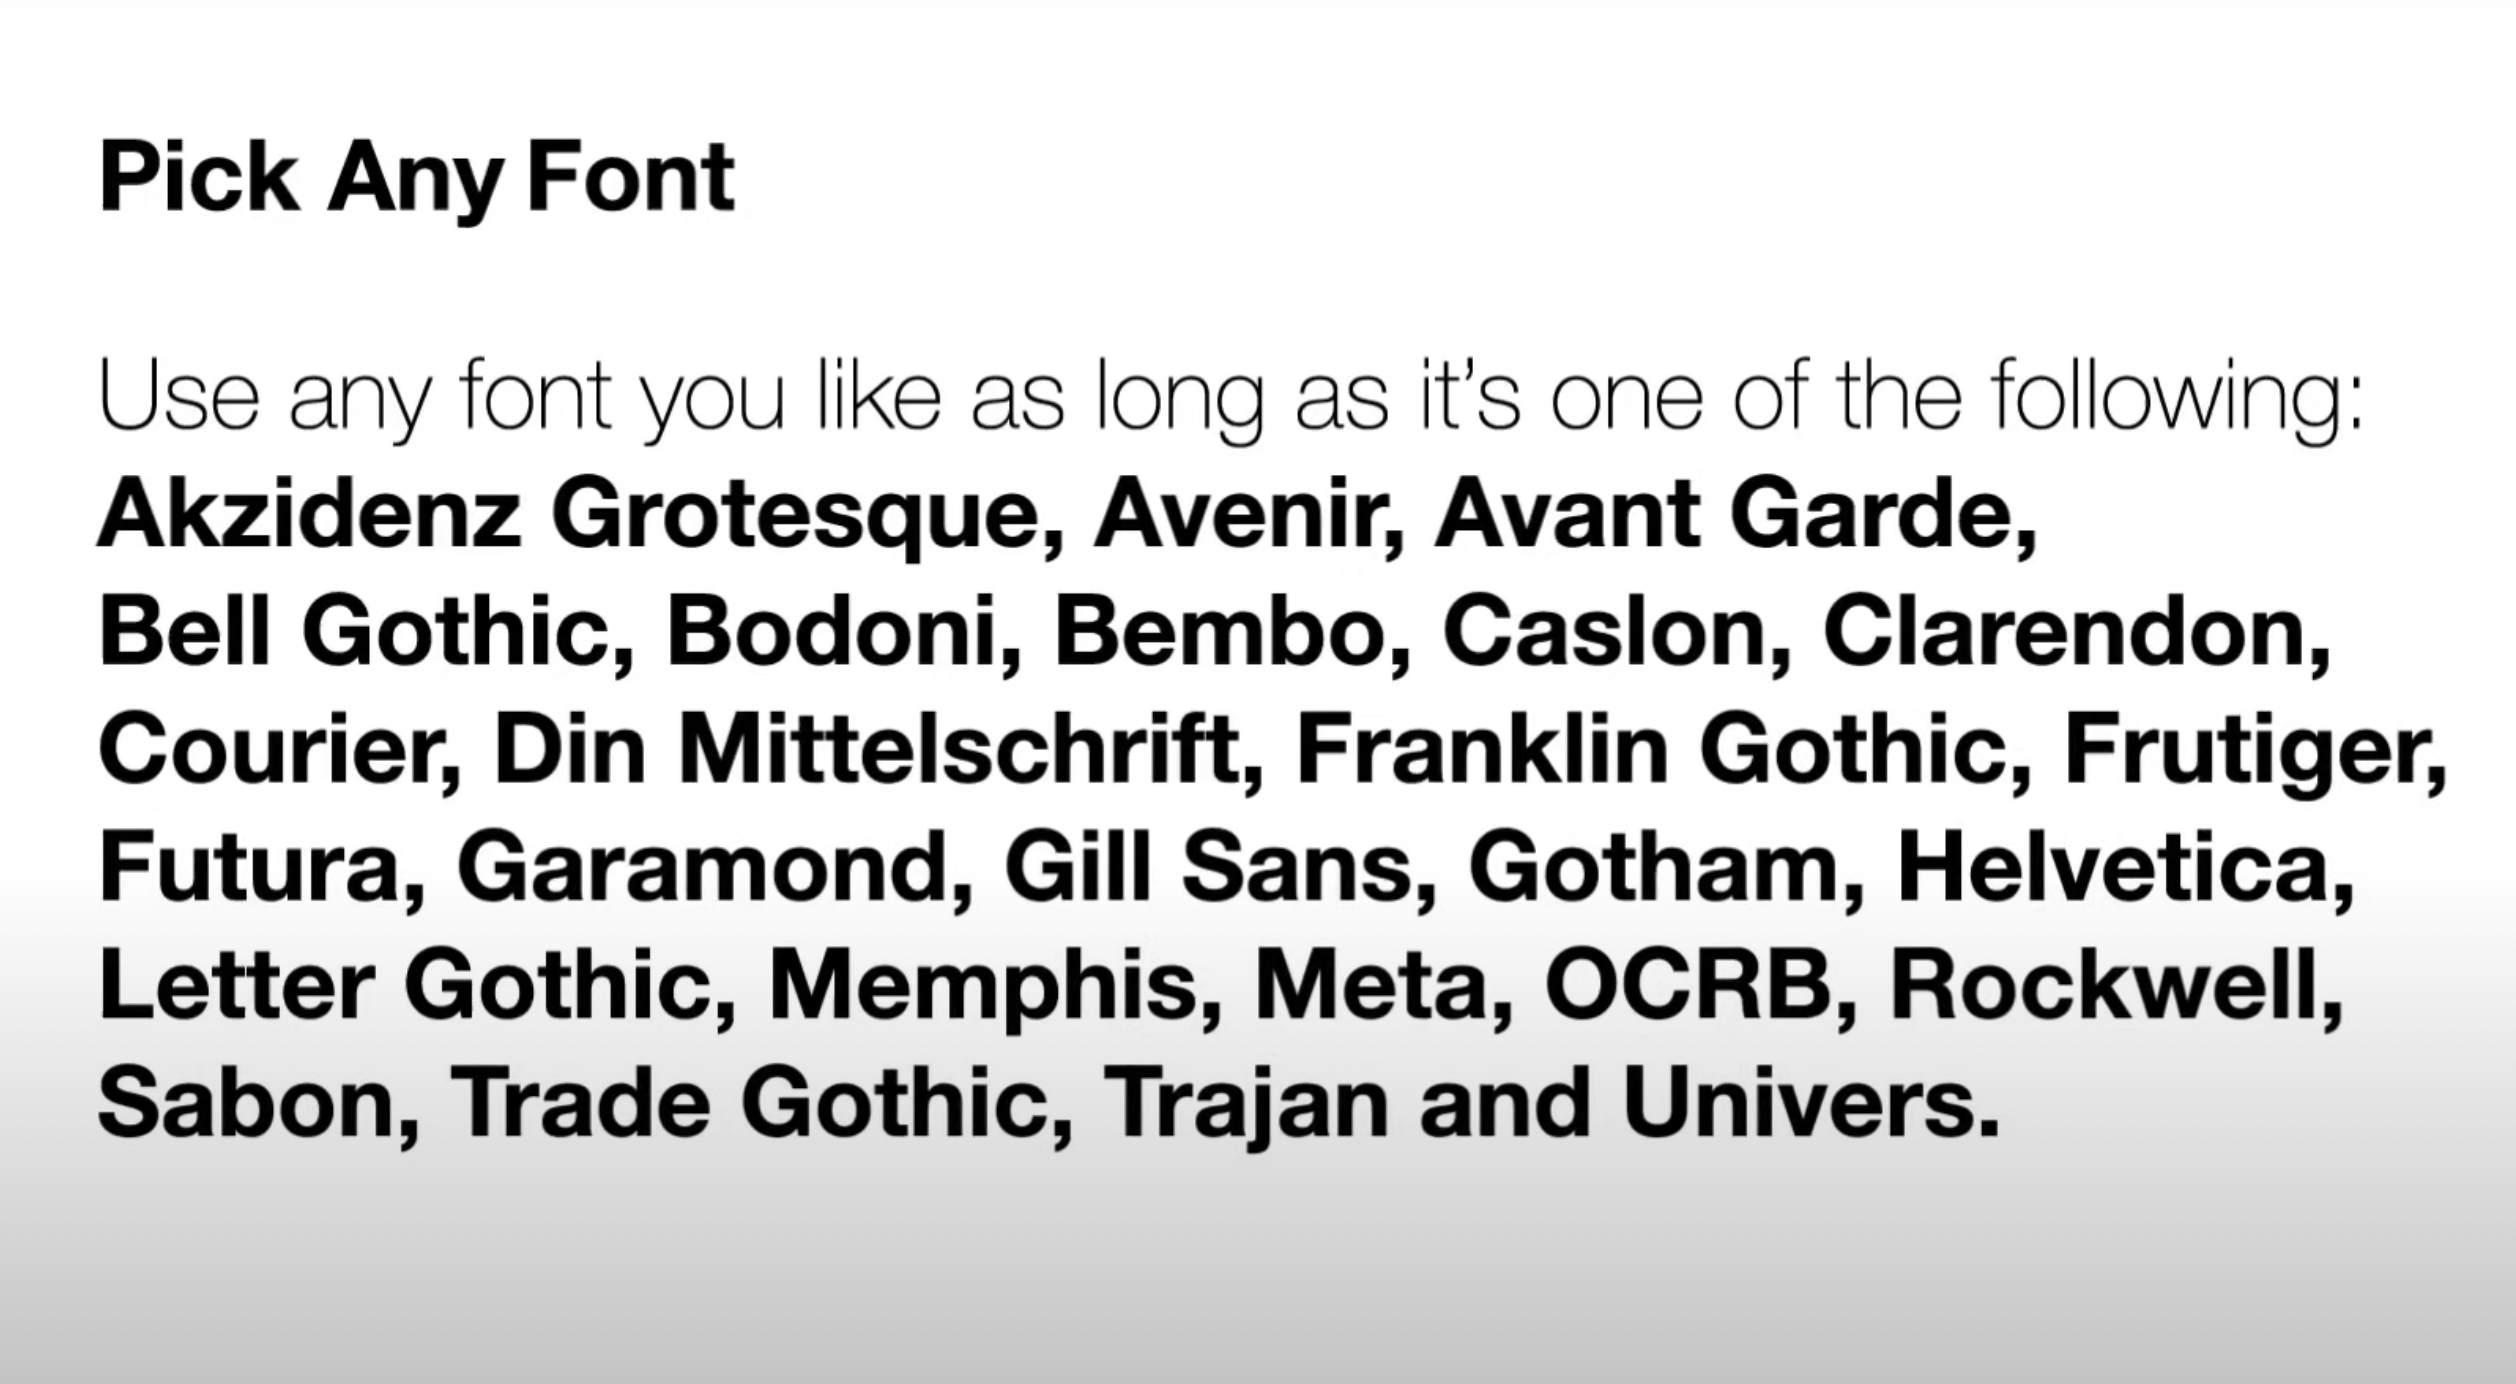 Pick Any Font
Use any font you like as long as it’s one of the following:
Akzidenz Grotesque, Avenir, Avant Garde,
Bell Gothic, Bodoni, Bembo, Caslon, Clarendon,
Courier, Din Mittelschrift, Franklin Gothic, Frutiger,
Futura, Garamond, Gill Sans, Gotham, Helvetica,
Letter Gothic, Memphis, Meta, OCRB, Rockwell,
Sabon, Trade Gothic, Trajan and Univers.